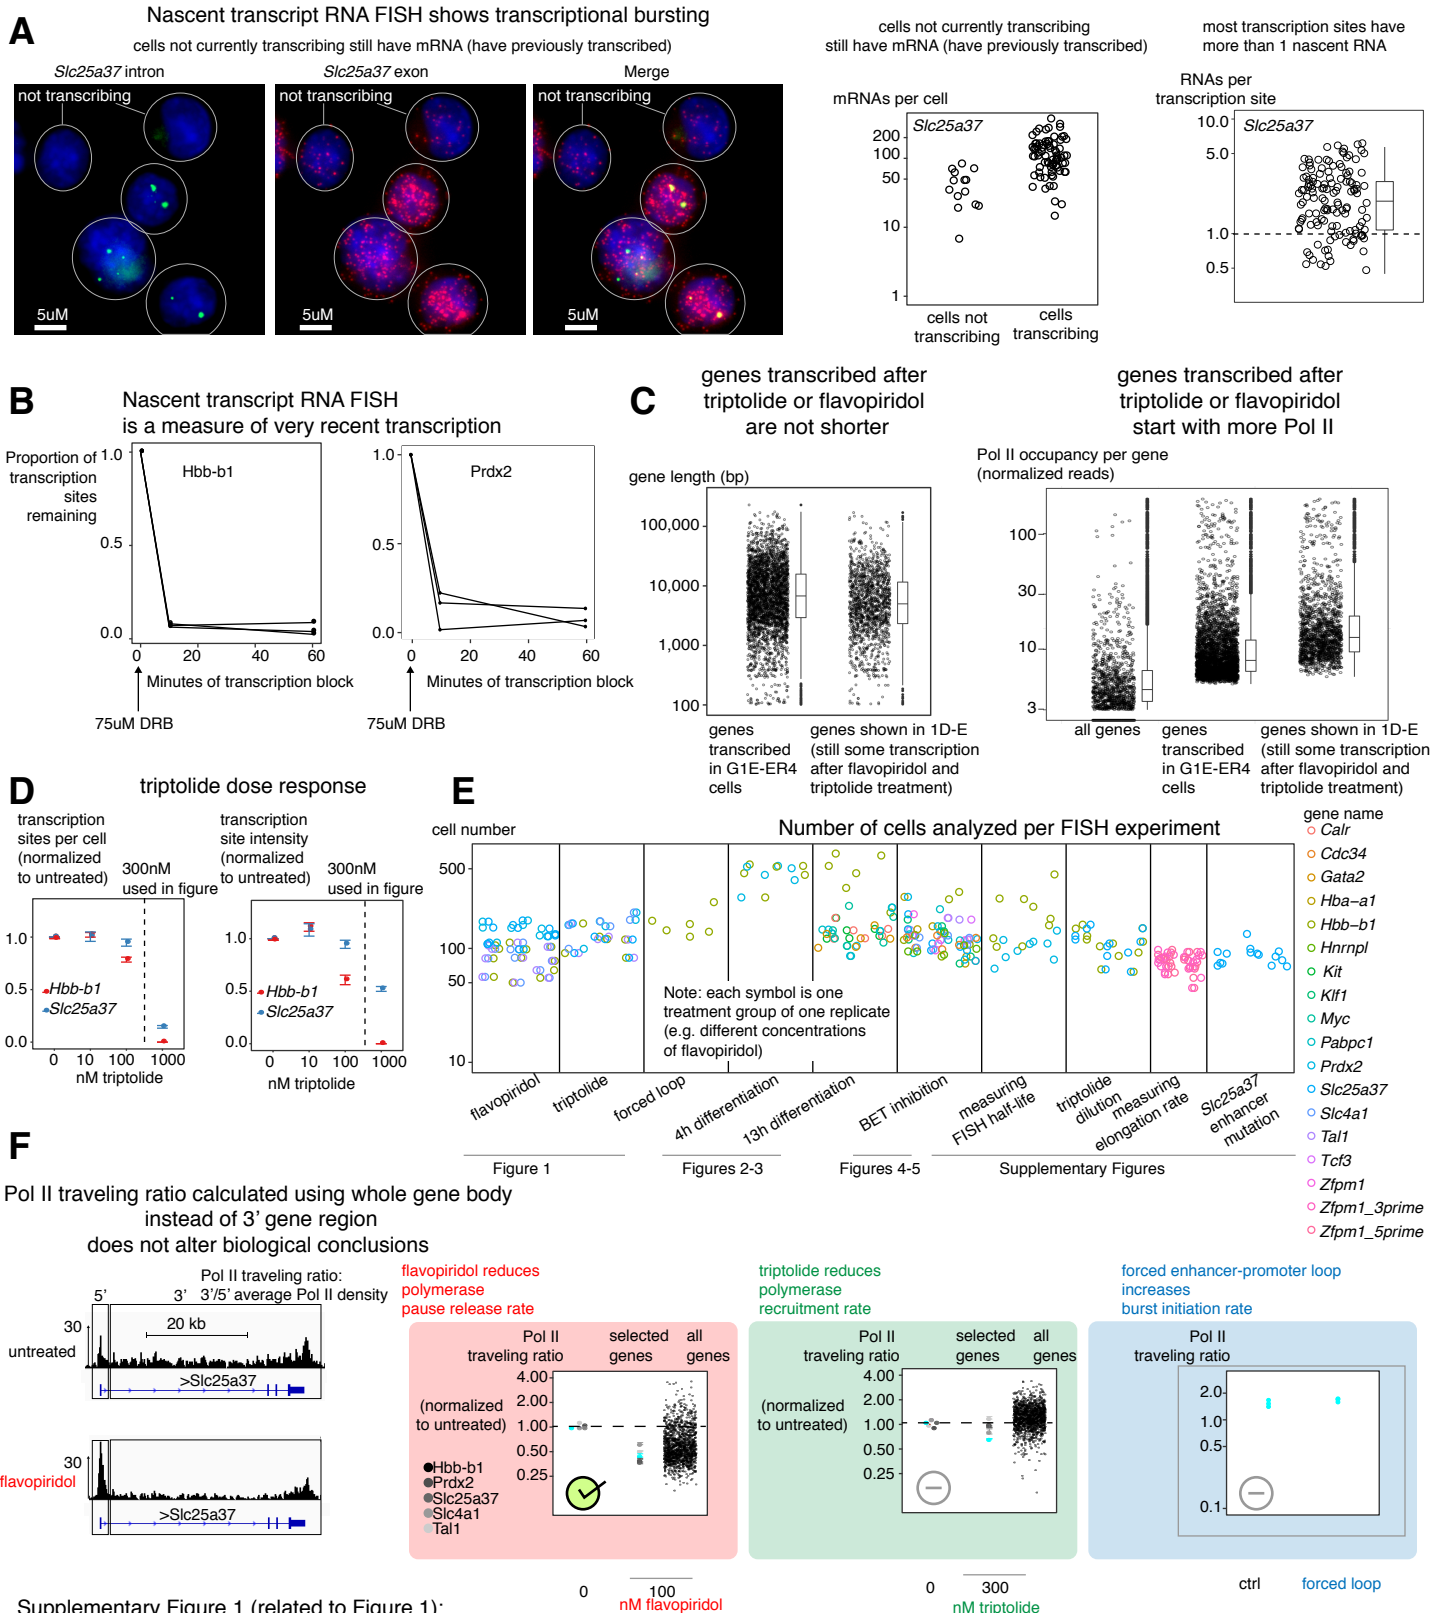 A
Nascent transcript RNA FISH shows transcriptional bursting
cells not currently transcribing still have mRNA (have previously transcribed)
Slc25a37 intron
Slc25a37 exon
Merge
not transcribing
not transcribing
not transcribing
5uM
5uM
5uM
cells not currently transcribing
still have mRNA (have previously transcribed)
mRNAs per cell
Slc25a37
200
100
50
10
1
cells not
transcribing
cells
transcribing
most transcription sites have
more than 1 nascent RNA
RNAs per
transcription site
Slc25a37
10.0
5.0
1.0
0.5
B
Nascent transcript RNA FISH
is a measure of very recent transcription
Proportion of
transcription
sites
remaining
1.0
0.5
0.0
Hbb-b1
0 20 40 60
Minutes of transcription block
75uM DRB
1.0
0.5
0.0
Prdx2
0 20 40 60
Minutes of transcription block
75uM DRB
C
genes transcribed after
triptolide or flavopiridol
are not shorter
gene length (bp)
100,000
10,000
1,000
100
genes
transcribed
in G1E-ER4
cells
genes shown in 1D-E
(still some transcription
after flavopiridol and
triptolide treatment)
genes transcribed after
triptolide or flavopiridol
start with more Pol II
Pol II occupancy per gene
(normalized reads)
100
30
10
3
all genes
genes
transcribed
in G1E-ER4
cells
genes shown in 1D-E
(still some transcription
after flavopiridol and
triptolide treatment)
D
triptolide dose response
transcription
sites per cell
(normalized
to untreated)
300nM
used in figure
1.0
0.5
0.0
Hbb-b1
Slc25a37
0 10 100 1000
nM triptolide
transcription
site intensity
(normalized
to untreated)
300nM
used in figure
1.0
0.5
0.0
Hbb-b1
Slc25a37
0 10 100 1000
nM triptolide
E
cell number
Number of cells analyzed per FISH experiment
500
100
50
10
Note: each symbol is one
treatment group of one replicate
(e.g. different concentrations
of flavopiridol)
flavopiridol
triptolide
forced loop
4h differentiation
13h differentiation
BET inhibition
measuring
FISH half-life
triptolide
dilution
measuring
elongation rate
Slc25a37
enhancer
mutation
Figure 1
Figures 2-3
Figures 4-5
Supplementary Figures
gene name
Calr
Cdc34
Gata2
Hba−a1
Hbb−b1
Hnrnpl
Kit
Klf1
Myc
Pabpc1
Prdx2
Slc25a37
Slc4a1
Tal1
Tcf3
Zfpm1
Zfpm1_3prime
Zfpm1_5prime
F
Pol II traveling ratio calculated using whole gene body
instead of 3’ gene region
does not alter biological conclusions
Pol II traveling ratio:
5’ 3’ 3’/5’ average Pol II density
30
20 kb
untreated
>Slc25a37
30
flavopiridol
>Slc25a37
flavopiridol reduces
polymerase
pause release rate
Pol II
traveling ratio
selected
genes
all
genes
(normalized
to untreated)
4.00
2.00
1.00
0.50
0.25
Hbb-b1
Prdx2
Slc25a37
Slc4a1
Tal1
0 100
nM flavopiridol
triptolide reduces
polymerase
recruitment rate
Pol II
traveling ratio
selected
genes
all
genes
(normalized
to untreated)
4.00
2.00
1.00
0.50
0.25
0 300
nM triptolide
forced enhancer-promoter loop
increases
burst initiation rate
Pol II
traveling ratio
2.0
1.0
0.5
0.1
ctrl forced loop
Supplementary Figure 1 (related to Figure 1):